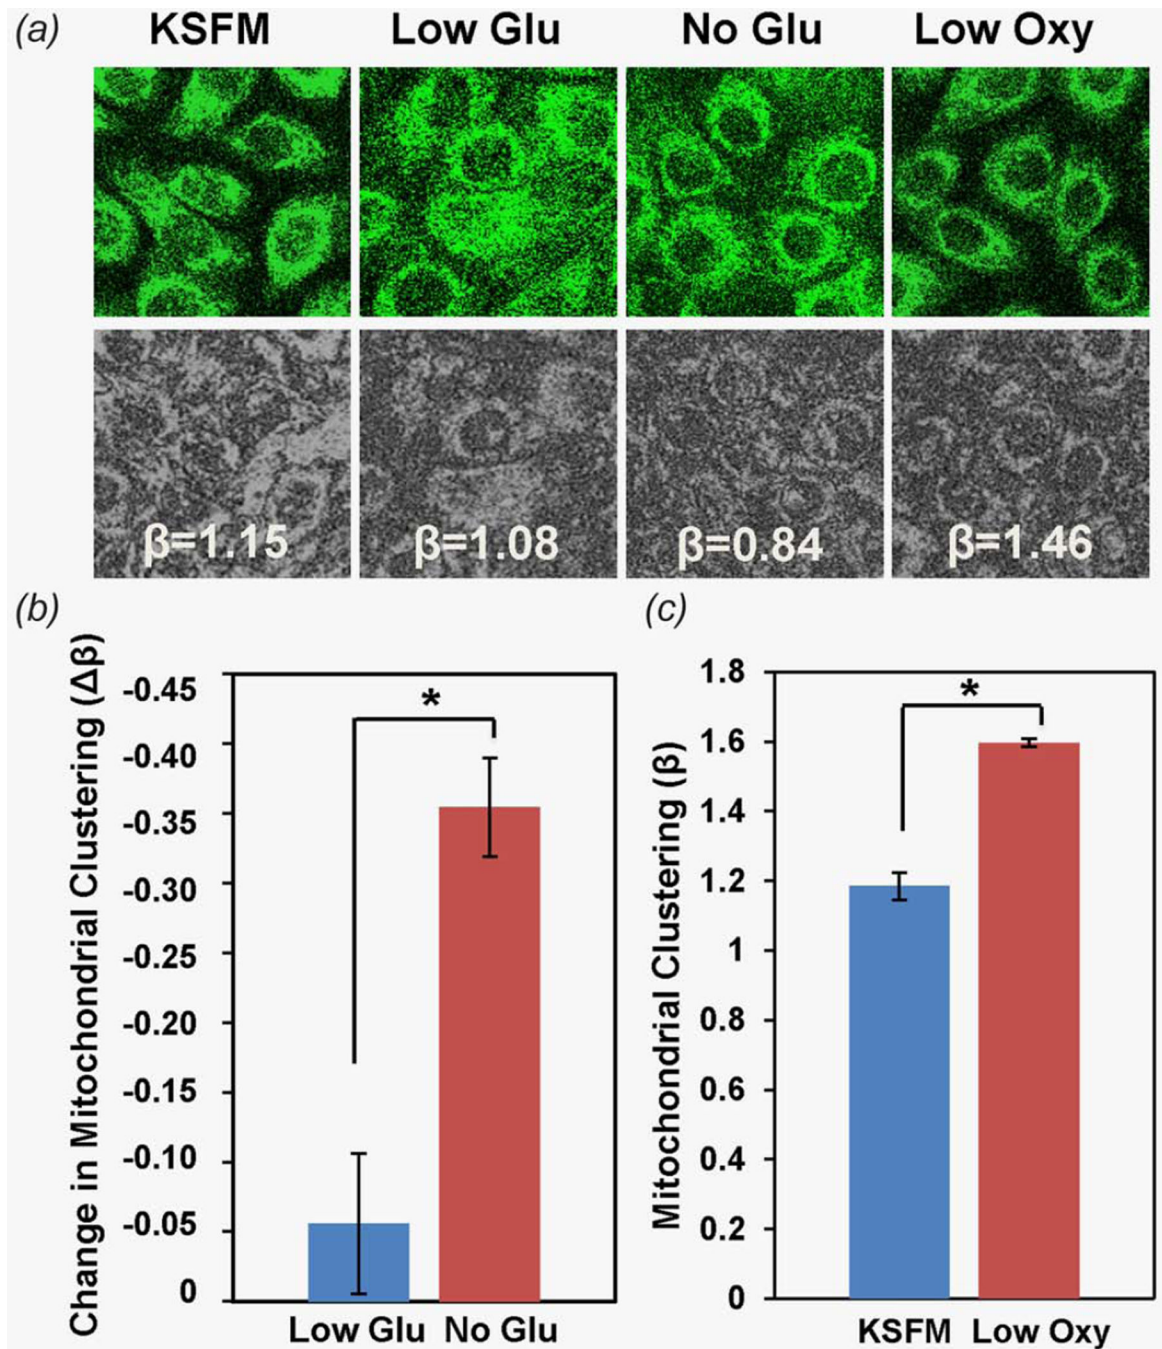 (a) KSFM Low Glu No Glu Low Oxy
β=1.15 β=1.08 β=0.84 β=1.46
(b)
Change in Mitochondrial Clustering (Δβ)
-0.45
-0.40
-0.35
-0.30
-0.25
-0.20
-0.15
-0.10
-0.05
0
*
Low Glu No Glu
(c)
Mitochondrial Clustering (β)
1.8
1.6
1.4
1.2
1
0.8
0.6
0.4
0.2
0
*
KSFM Low Oxy